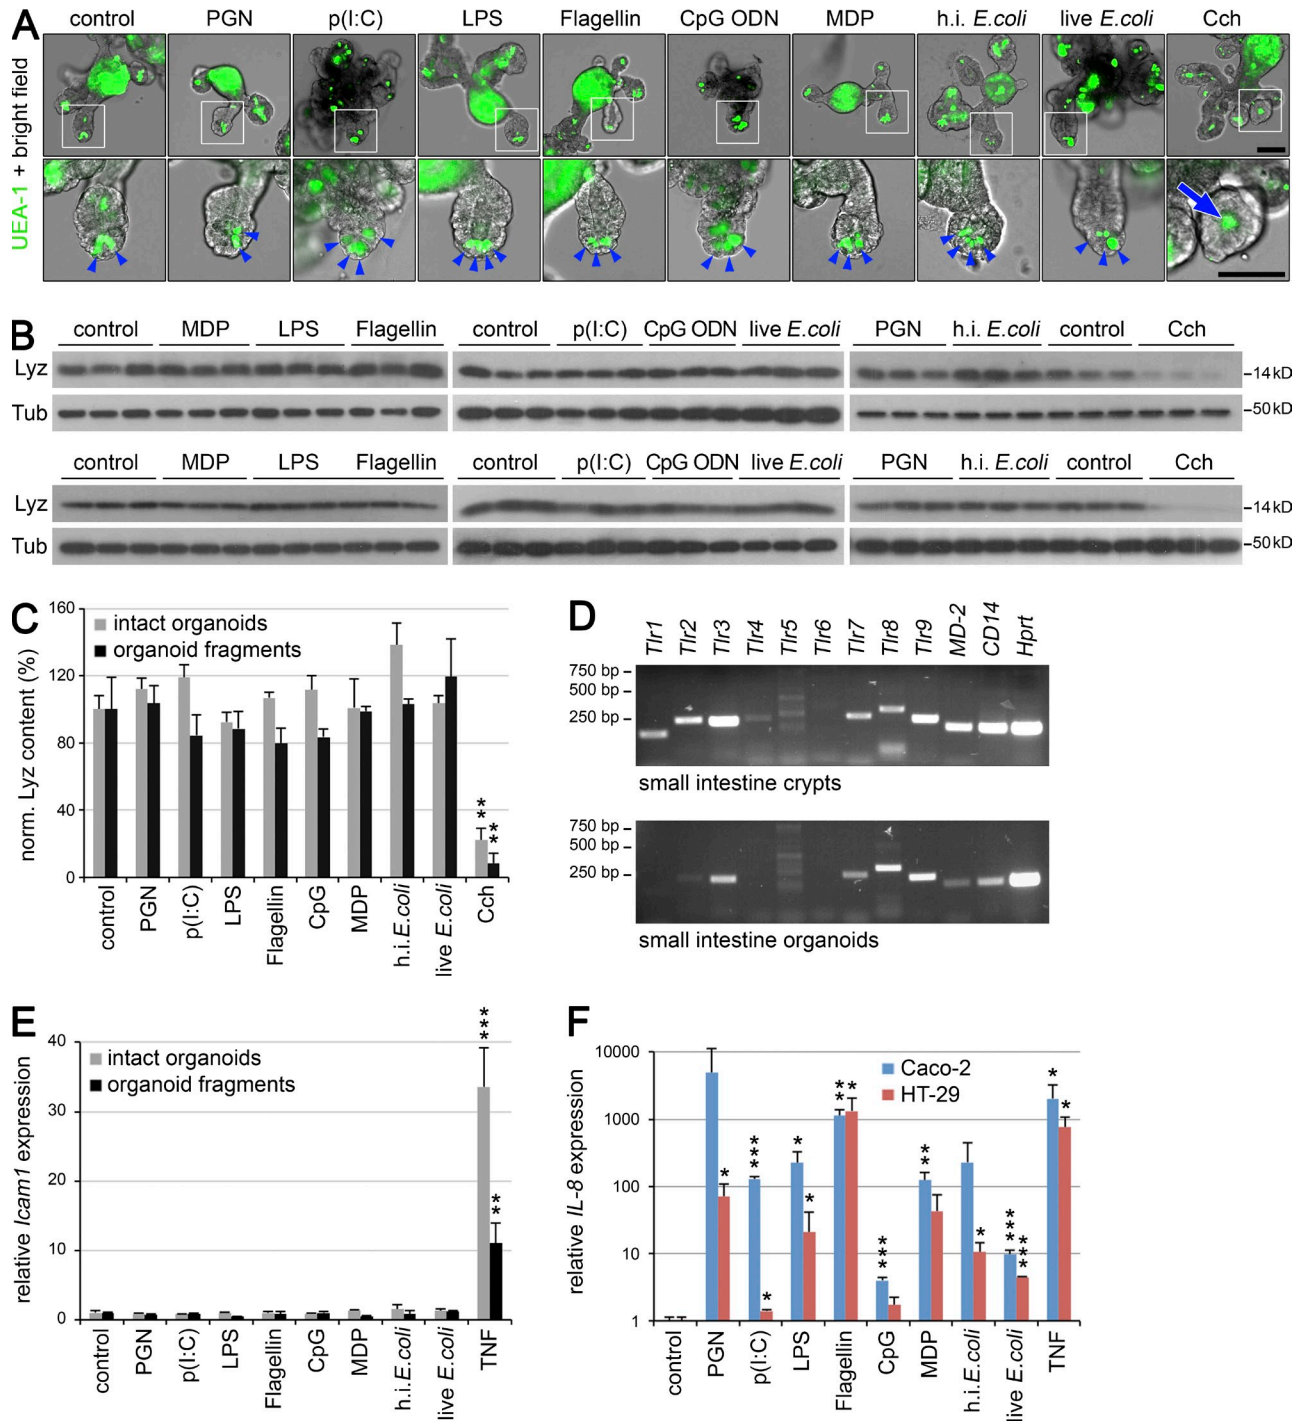 A
control PGN p(I:C) LPS Flagellin CpG ODN MDP h.i. E.coli live E.coli Cch
UEA-1 + bright field
B
control MDP LPS Flagellin control p(I:C) CpG ODN live E.coli PGN h.i. E.coli control Cch
Lyz –14kD
Tub –50kD
control MDP LPS Flagellin control p(I:C) CpG ODN live E.coli PGN h.i. E.coli control Cch
Lyz –14kD
Tub –50kD
C
norm. Lyz content (%)
160
120
80
40
0
intact organoids
organoid fragments
** **
control PGN p(I:C) LPS Flagellin CpG MDP h.i.E.coli live E.coli Cch
D
Tlr1 Tlr2 Tlr3 Tlr4 Tlr5 Tlr6 Tlr7 Tlr8 Tlr9 MD-2 CD14 Hprt
750 bp –
500 bp –
250 bp –
small intestine crypts
750 bp –
500 bp –
250 bp –
small intestine organoids
E
relative Icam1 expression
40
30
20
10
0
intact organoids
organoid fragments
*** **
control PGN p(I:C) LPS Flagellin CpG MDP h.i.E.coli live E.coli TNF
F
relative IL-8 expression
10000
1000
100
10
1
Caco-2
HT-29
* *** * * * ** * *** ** * *** *** * *
control PGN p(I:C) LPS Flagellin CpG MDP h.i.E.coli live E.coli TNF